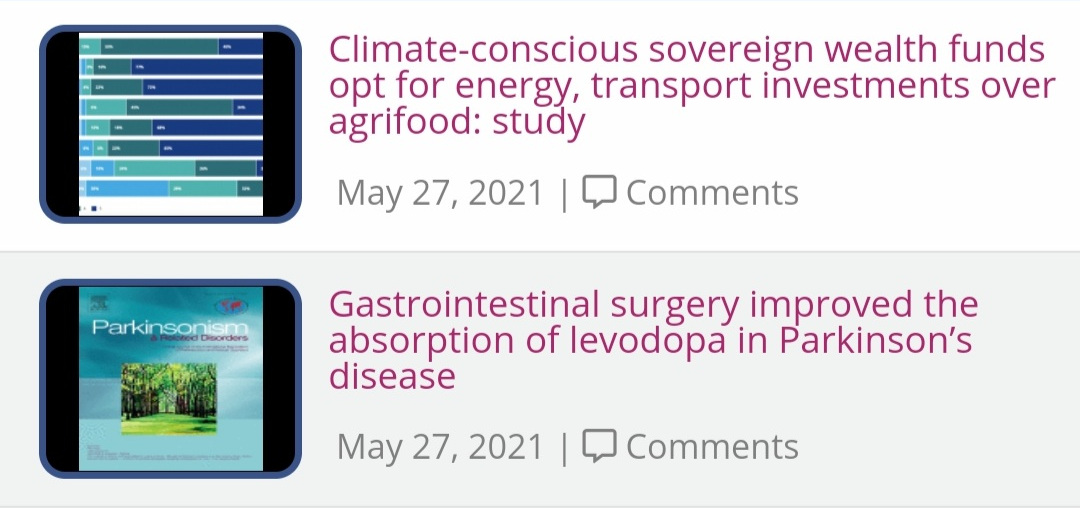 Climate-conscious sovereign wealth funds
opt for energy, transport investments over
agrifood: study
May 27, 2021 | Comments
Parkinsonism
& Related Disorders
Gastrointestinal surgery improved the
absorption of levodopa in Parkinson’s
disease
May 27, 2021 | Comments